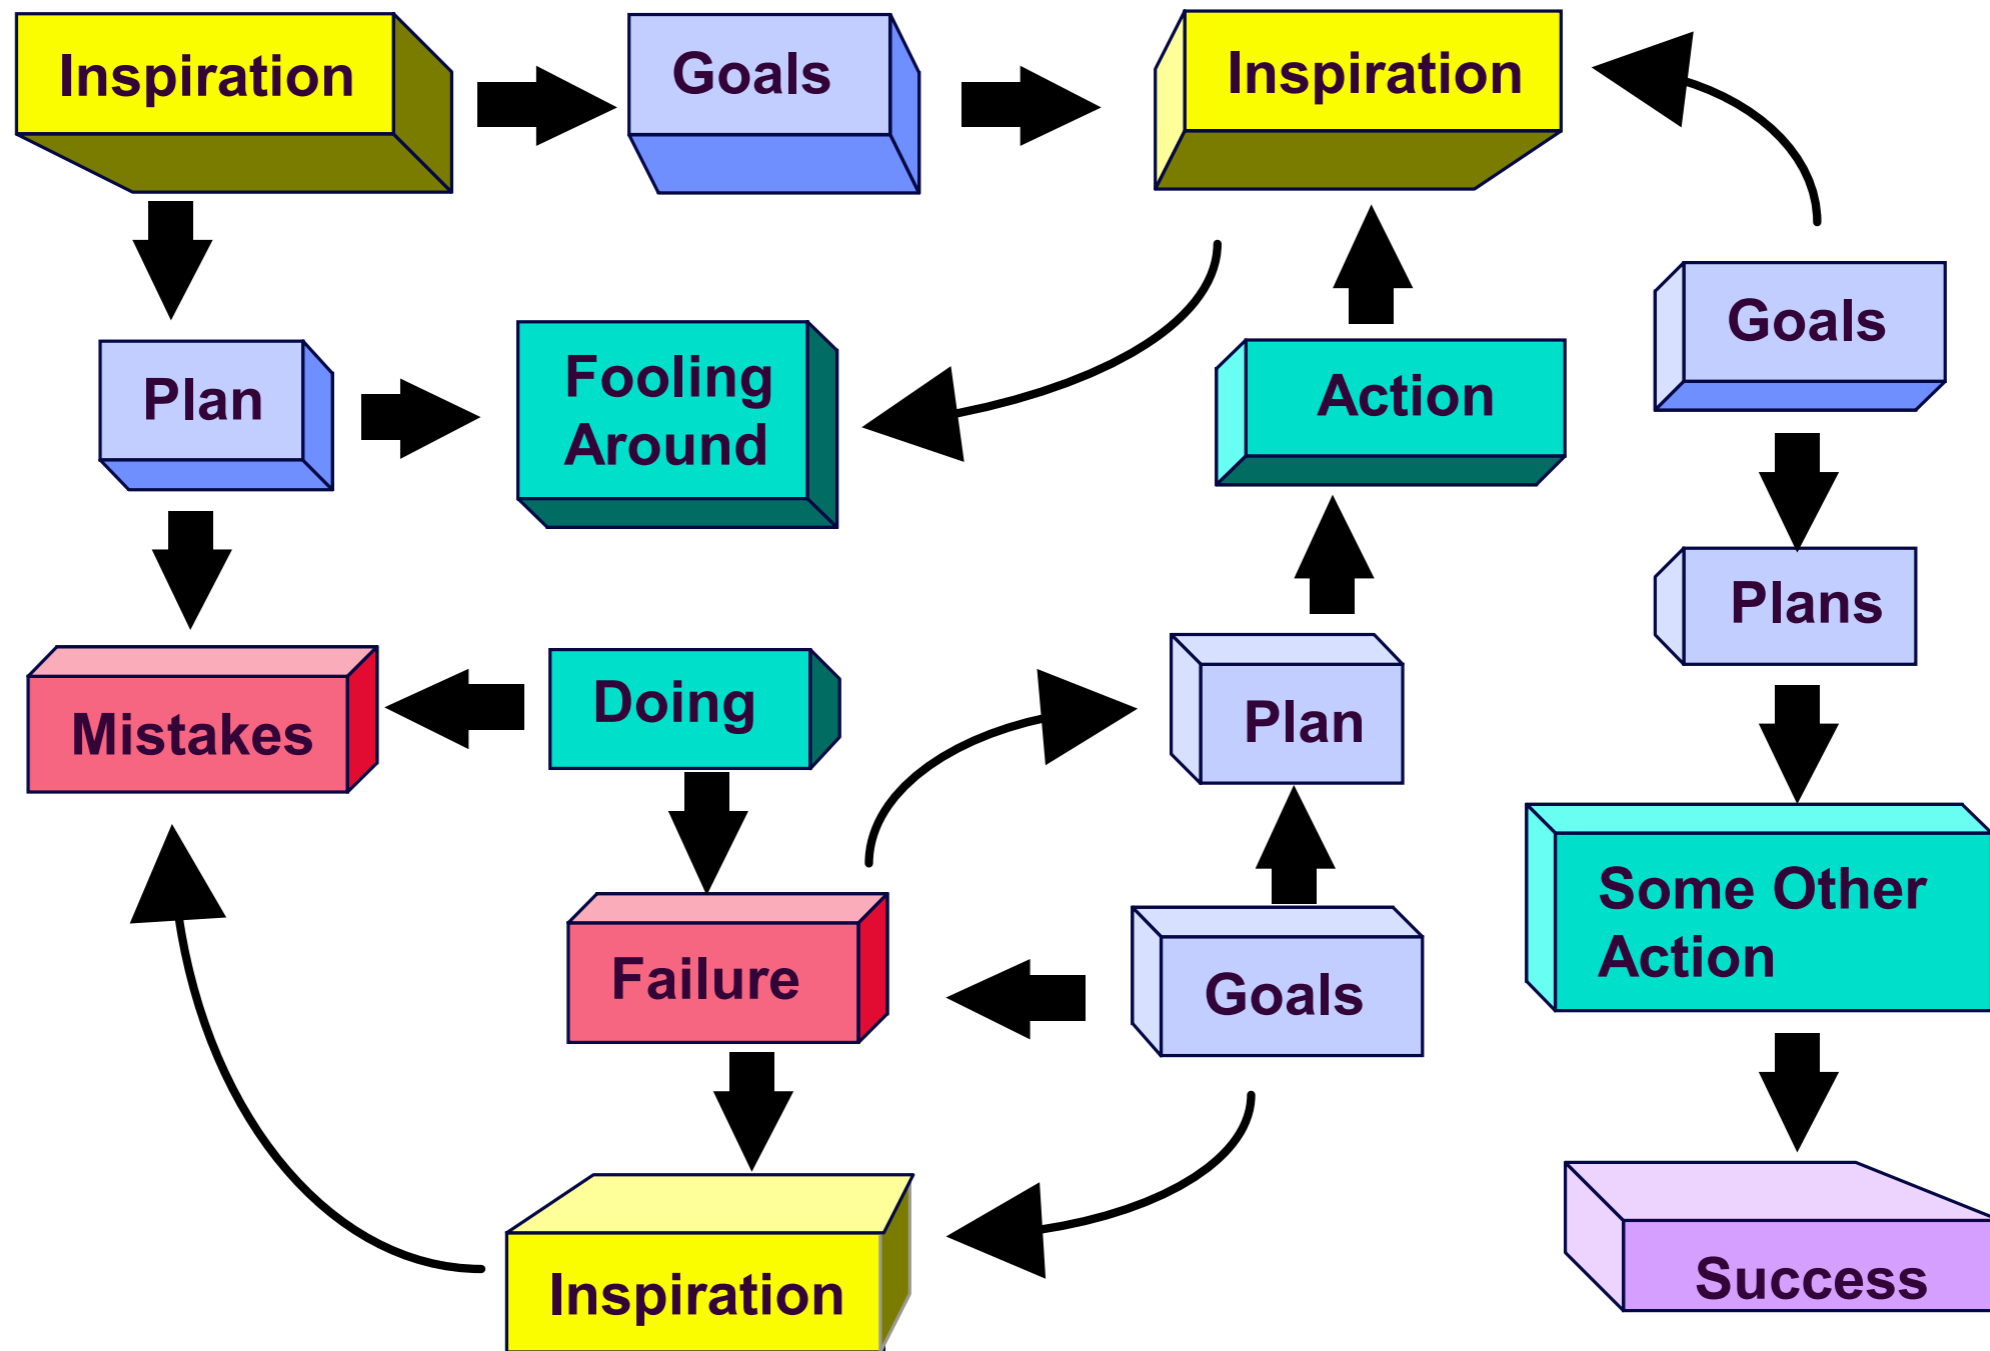 Inspiration
Goals
Inspiration
Goals
Plan
Fooling
Around
Action
Plans
Mistakes
Doing
Plan
Some Other
Action
Failure
Goals
Inspiration
Success